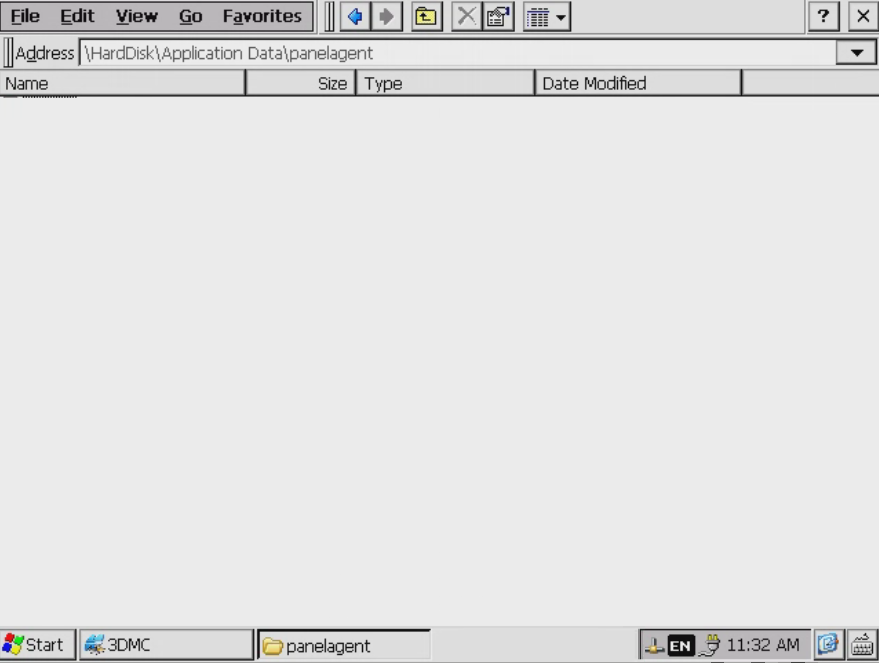 File Edit View Go Favorites ? X
Address \HardDisk\Application Data\panelagent
Name Size Type Date Modified
Start 3DMC panelagent EN 11:32 AM